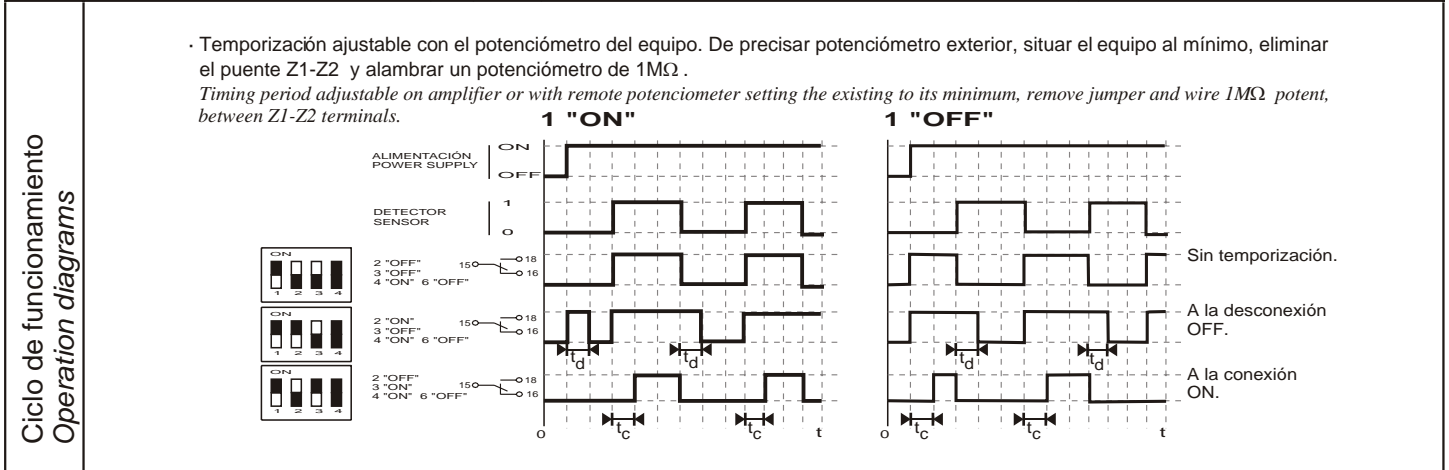 Ciclo de funcionamiento
Operation diagrams
· Temporización ajustable con el potenciómetro del equipo. De precisar potenciómetro exterior, situar el equipo al mínimo, eliminar
el puente Z1-Z2 y alambrar un potenciómetro de 1MΩ .
Timing period adjustable on amplifier or with remote potenciometer setting the existing to its minimum, remove jumper and wire 1MΩ potent,
between Z1-Z2 terminals.
1 "ON"
1 "OFF"
ALIMENTACIÓN
POWER SUPPLY
ON
OFF
DETECTOR
SENSOR
1
0
ON
1 2 3 4
2 "OFF"
3 "OFF"
4 "ON" 6 "OFF"
15
18
16
Sin temporización.
ON
1 2 3 4
2 "ON"
3 "OFF"
4 "ON" 6 "OFF"
15
18
16
td
td
td
td
A la desconexión
OFF.
ON
1 2 3 4
2 "OFF"
3 "ON"
4 "ON" 6 "OFF"
15
18
16
A la conexión
ON.
o
tc
tc
t
o
tc
tc
t